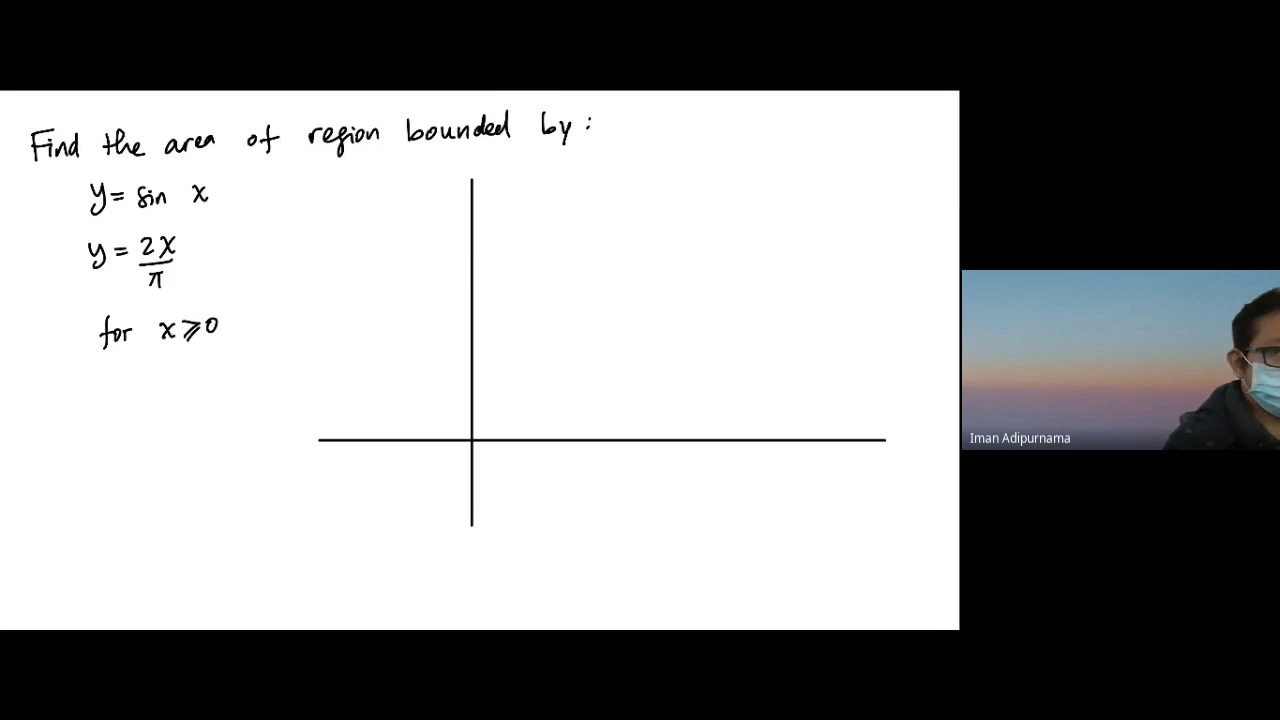 Find the area of region bounded by :
y = sin x
y = 2x/π
for x ⩾ 0
Iman Adipurnama